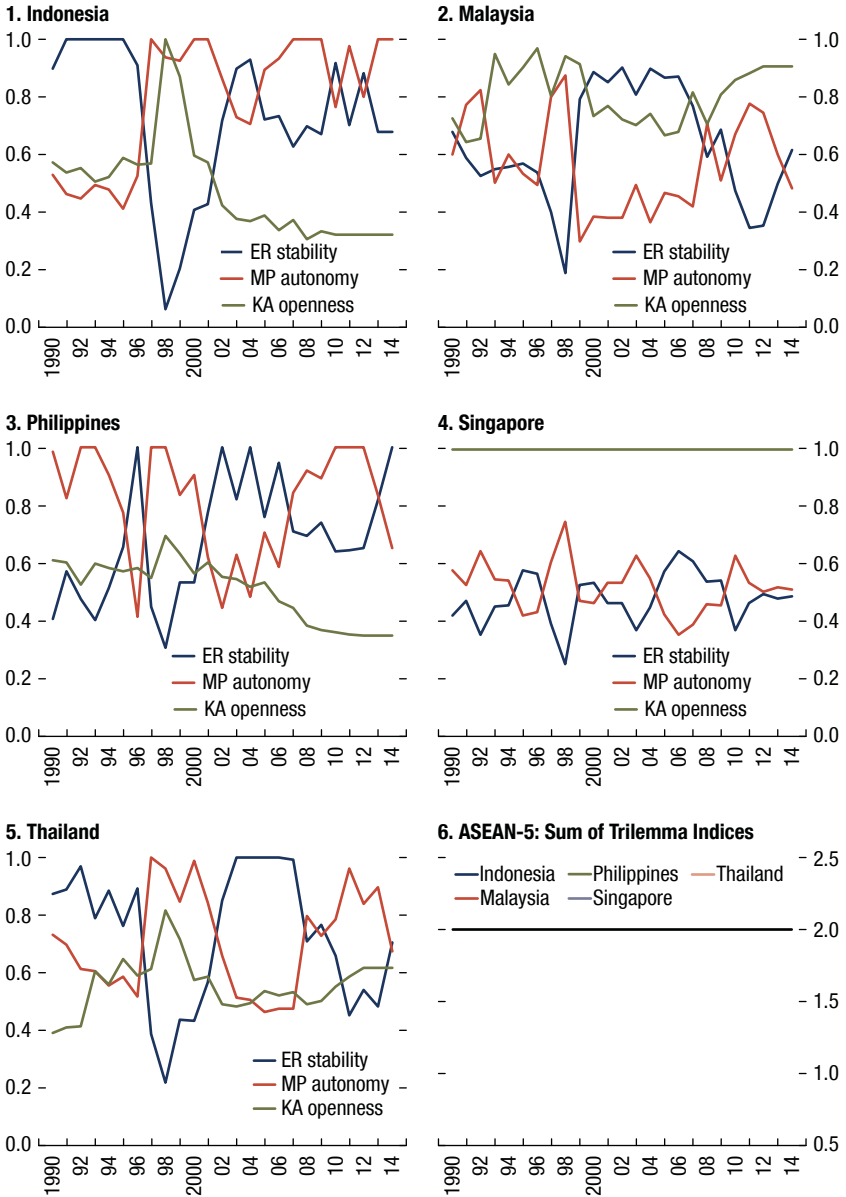 1. Indonesia
1.0
0.8
0.6
0.4
0.2
0.0
ER stability
MP autonomy
KA openness
1990 92 94 96 98 2000 02 04 06 08 10 12 14
2. Malaysia
1.0
0.8
0.6
0.4
0.2
0.0
ER stability
MP autonomy
KA openness
1990 92 94 96 98 2000 02 04 06 08 10 12 14
3. Philippines
1.0
0.8
0.6
0.4
0.2
0.0
ER stability
MP autonomy
KA openness
1990 92 94 96 98 2000 02 04 06 08 10 12 14
4. Singapore
1.0
0.8
0.6
0.4
0.2
0.0
ER stability
MP autonomy
KA openness
1990 92 94 96 98 2000 02 04 06 08 10 12 14
5. Thailand
1.0
0.8
0.6
0.4
0.2
0.0
ER stability
MP autonomy
KA openness
1990 92 94 96 98 2000 02 04 06 08 10 12 14
6. ASEAN-5: Sum of Trilemma Indices
Indonesia Philippines Thailand
Malaysia Singapore
2.5
2.0
1.5
1.0
0.5
1990 92 94 96 98 2000 02 04 06 08 10 12 14